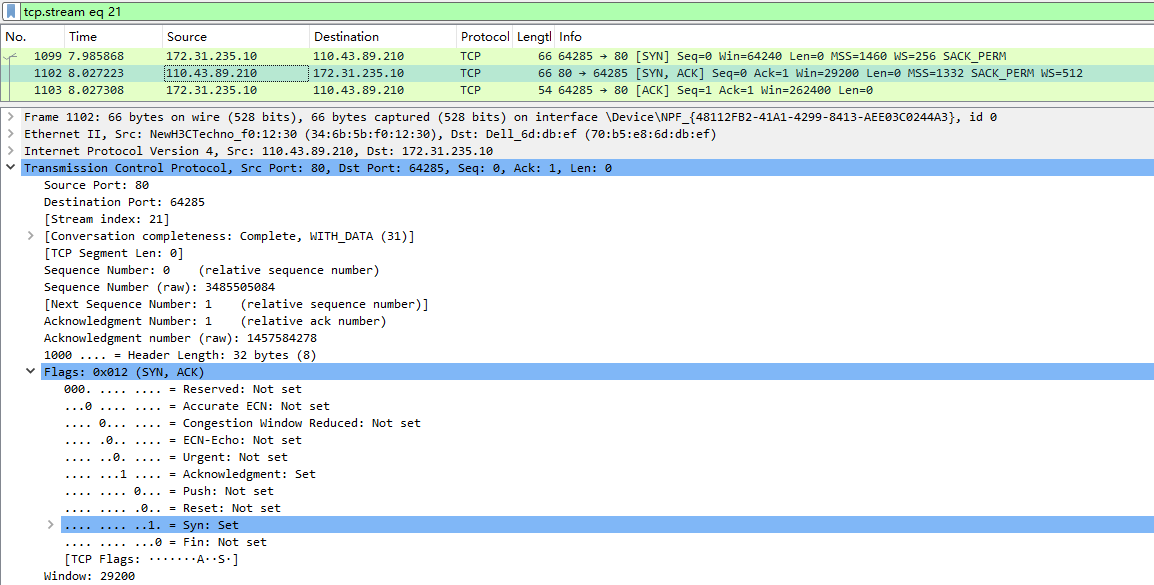 tcp.stream eq 21
No. Time Source Destination Protocol Lengtl Info
1099 7.985868 172.31.235.10 110.43.89.210 TCP 66 64285 → 80 [SYN] Seq=0 Win=64240 Len=0 MSS=1460 WS=256 SACK_PERM
1102 8.027223 110.43.89.210 172.31.235.10 TCP 66 80 → 64285 [SYN, ACK] Seq=0 Ack=1 Win=29200 Len=0 MSS=1332 SACK_PERM WS=512
1103 8.027308 172.31.235.10 110.43.89.210 TCP 54 64285 → 80 [ACK] Seq=1 Ack=1 Win=262400 Len=0
Frame 1102: 66 bytes on wire (528 bits), 66 bytes captured (528 bits) on interface \Device\NPF_{48112FB2-41A1-4299-8413-AEE03C0244A3}, id 0
Ethernet II, Src: NewH3CTechno_f0:12:30 (34:6b:5b:f0:12:30), Dst: Dell_6d:db:ef (70:b5:e8:6d:db:ef)
Internet Protocol Version 4, Src: 110.43.89.210, Dst: 172.31.235.10
Transmission Control Protocol, Src Port: 80, Dst Port: 64285, Seq: 0, Ack: 1, Len: 0
Source Port: 80
Destination Port: 64285
[Stream index: 21]
[Conversation completeness: Complete, WITH_DATA (31)]
[TCP Segment Len: 0]
Sequence Number: 0 (relative sequence number)
Sequence Number (raw): 3485505084
[Next Sequence Number: 1 (relative sequence number)]
Acknowledgment Number: 1 (relative ack number)
Acknowledgment number (raw): 1457584278
1000 .... = Header Length: 32 bytes (8)
Flags: 0x012 (SYN, ACK)
000. .... .... = Reserved: Not set
...0 .... .... = Accurate ECN: Not set
.... 0... .... = Congestion Window Reduced: Not set
.... .0.. .... = ECN-Echo: Not set
.... ..0. .... = Urgent: Not set
.... ...1 .... = Acknowledgment: Set
.... .... 0... = Push: Not set
.... .... .0.. = Reset: Not set
.... .... ..1. = Syn: Set
.... .... ...0 = Fin: Not set
[TCP Flags: ·······A··S·]
Window: 29200